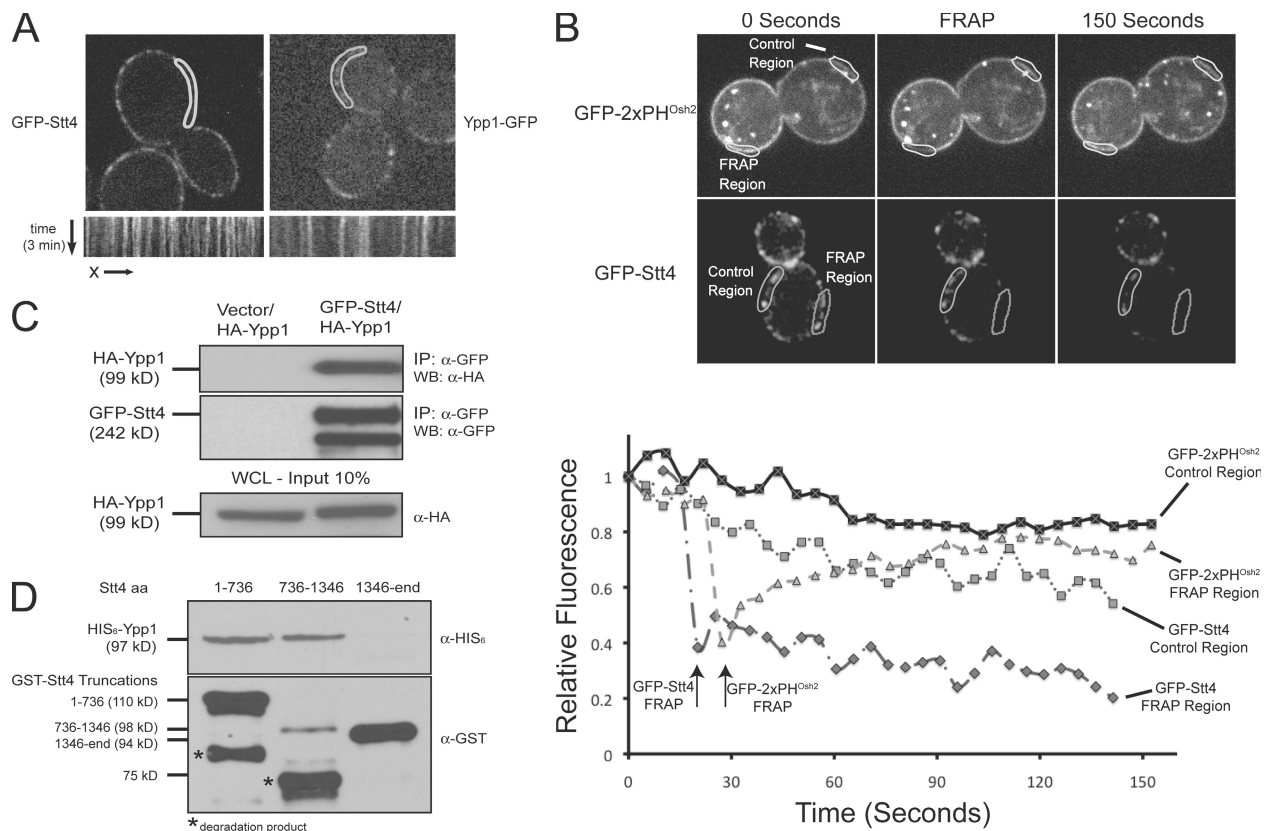 A
GFP-Stt4
Ypp1-GFP
time
(3 min)
x
B
0 Seconds
FRAP
150 Seconds
GFP-2xPH^Osh2
Control
Region
FRAP
Region
GFP-Stt4
Control
Region
FRAP
Region
C
Vector/
HA-Ypp1
GFP-Stt4/
HA-Ypp1
HA-Ypp1
(99 kD)
IP: α-GFP
WB: α-HA
GFP-Stt4
(242 kD)
IP: α-GFP
WB: α-GFP
WCL - Input 10%
HA-Ypp1
(99 kD)
α-HA
D
Stt4 aa
1-736
736-1346
1346-end
HIS₆-Ypp1
(97 kD)
α-HIS₆
GST-Stt4 Truncations
1-736 (110 kD)
736-1346 (98 kD)
1346-end (94 kD)
75 kD
*
*
α-GST
*degradation product
Relative Fluorescence
1
0.8
0.6
0.4
0.2
0
0
30
60
90
120
150
Time (Seconds)
GFP-Stt4
FRAP
GFP-2xPH^Osh2
FRAP
GFP-2xPH^Osh2
Control Region
GFP-2xPH^Osh2
FRAP Region
GFP-Stt4
Control Region
GFP-Stt4
FRAP Region